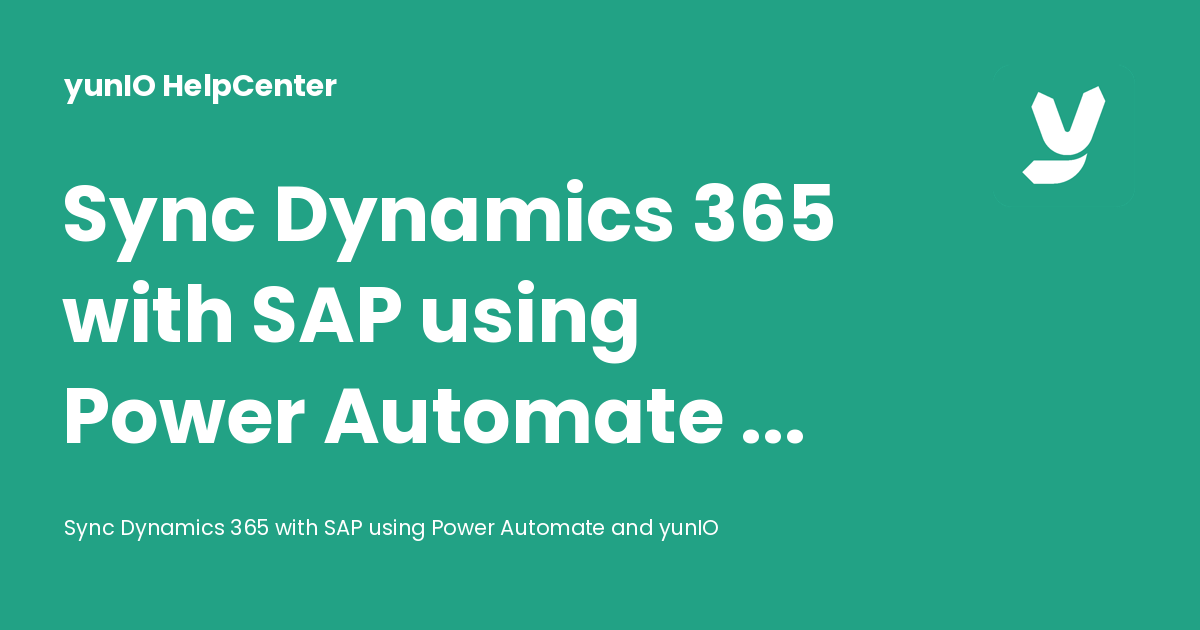 yunIO HelpCenter
Sync Dynamics 365
with SAP using
Power Automate ...
Sync Dynamics 365 with SAP using Power Automate and yunIO